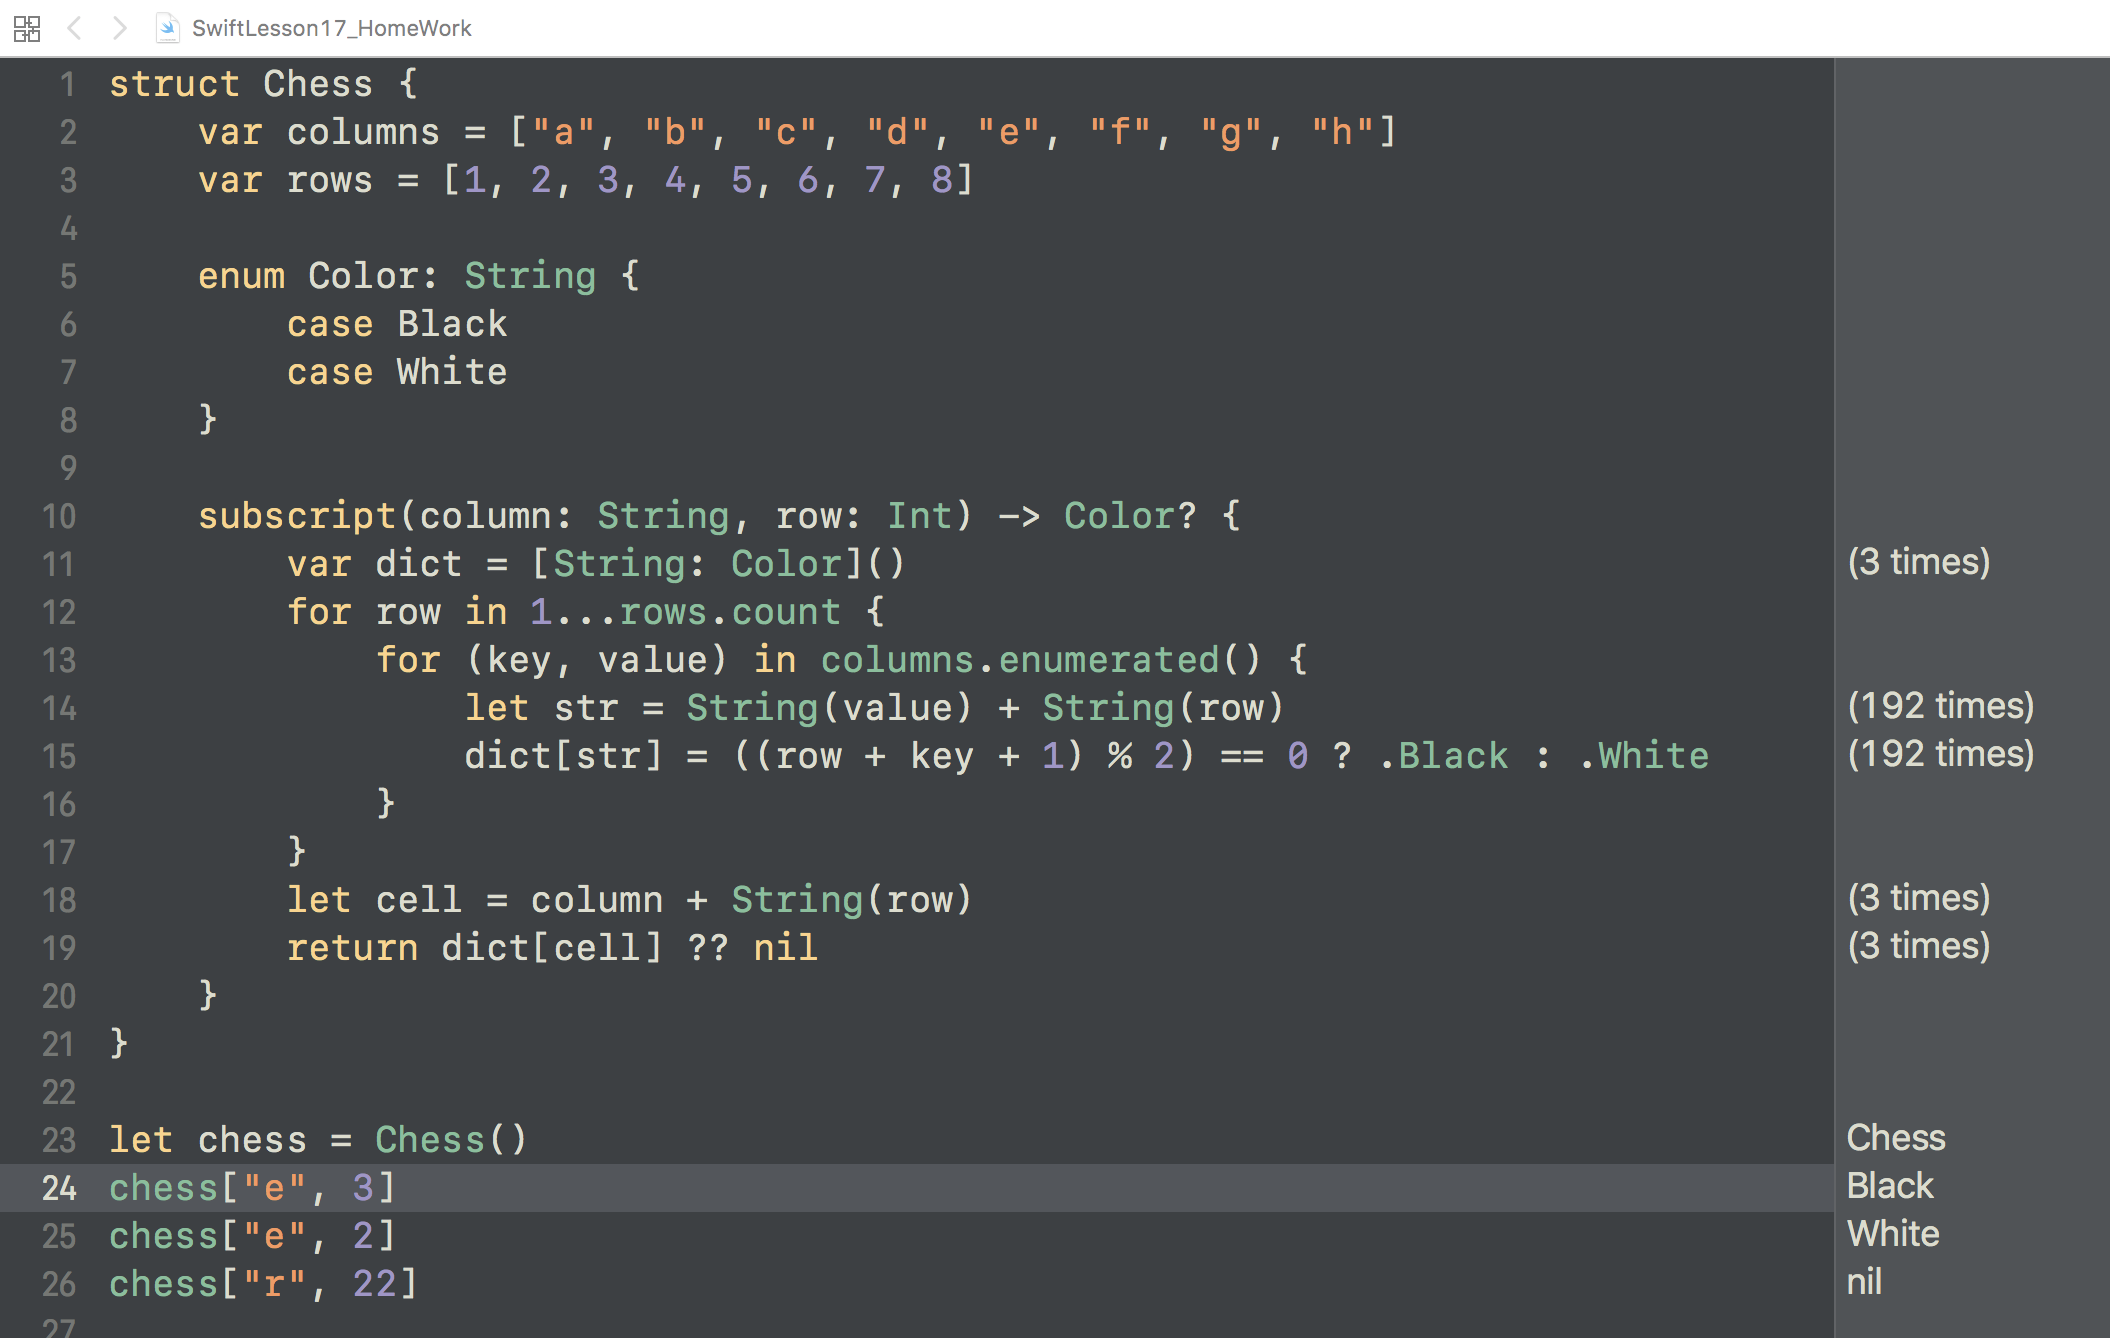 SwiftLesson17_HomeWork
1 struct Chess {
2 var columns = ["a", "b", "c", "d", "e", "f", "g", "h"]
3 var rows = [1, 2, 3, 4, 5, 6, 7, 8]
4
5 enum Color: String {
6 case Black
7 case White
8 }
9
10 subscript(column: String, row: Int) -> Color? {
11 var dict = [String: Color]() (3 times)
12 for row in 1...rows.count {
13 for (key, value) in columns.enumerated() {
14 let str = String(value) + String(row) (192 times)
15 dict[str] = ((row + key + 1) % 2) == 0 ? .Black : .White (192 times)
16 }
17 }
18 let cell = column + String(row) (3 times)
19 return dict[cell] ?? nil (3 times)
20 }
21 }
22
23 let chess = Chess() Chess
24 chess["e", 3] Black
25 chess["e", 2] White
26 chess["r", 22] nil
27